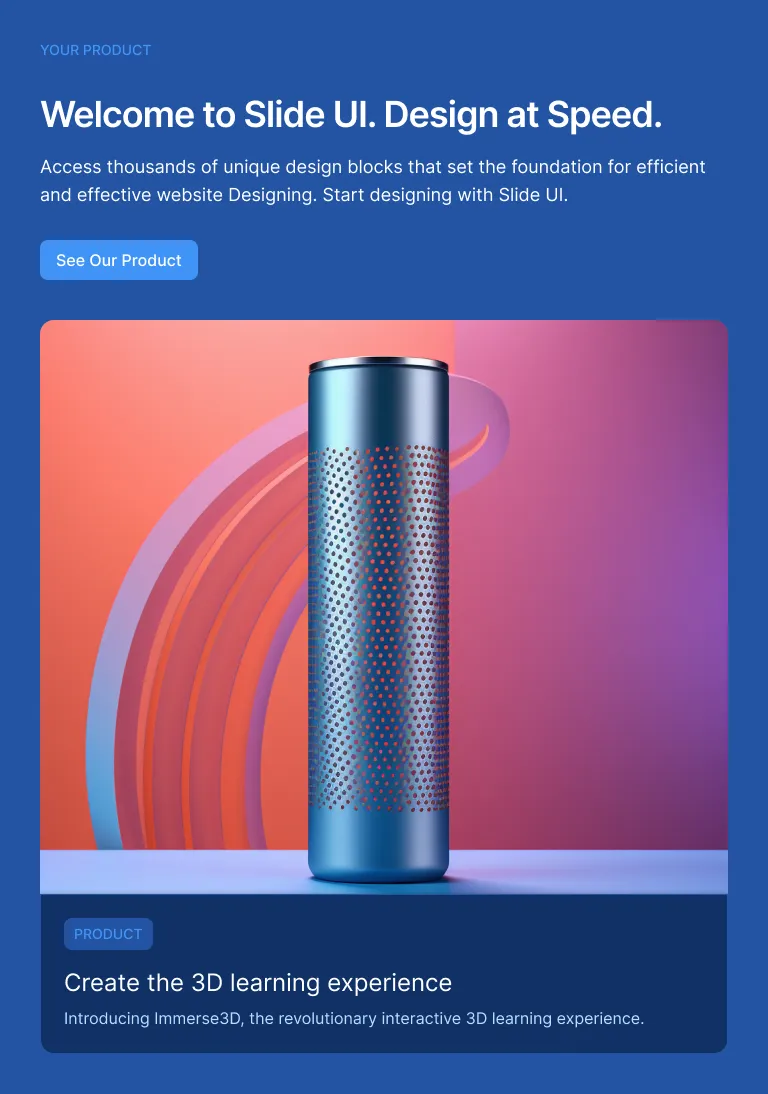 YOUR PRODUCT
Welcome to Slide UI. Design at Speed.
Access thousands of unique design blocks that set the foundation for efficient
and effective website Designing. Start designing with Slide UI.
See Our Product
PRODUCT
Create the 3D learning experience
Introducing Immerse3D, the revolutionary interactive 3D learning experience.